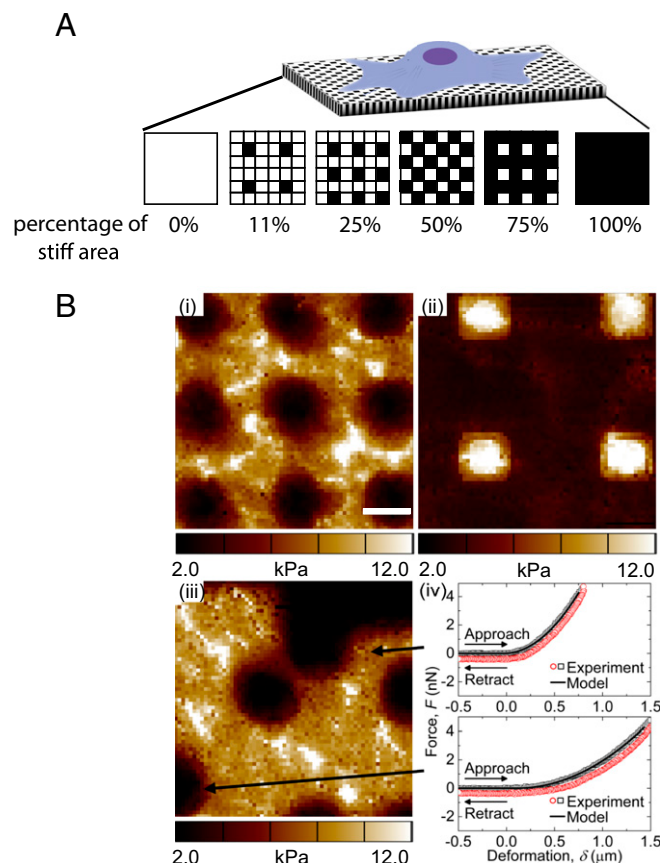 A
percentage of stiff area
0% 11% 25% 50% 75% 100%
B
(i) (ii)
2.0 kPa 12.0 2.0 kPa 12.0
(iii) (iv)
4
2
0
-2
Approach
Retract
Experiment
Model
-0.5 0.0 0.5 1.0 1.5
Force, F (nN)
4
2
0
-2
Approach
Retract
Experiment
Model
-0.5 0.0 0.5 1.0 1.5
2.0 kPa 12.0
Deformation, δ (μm)